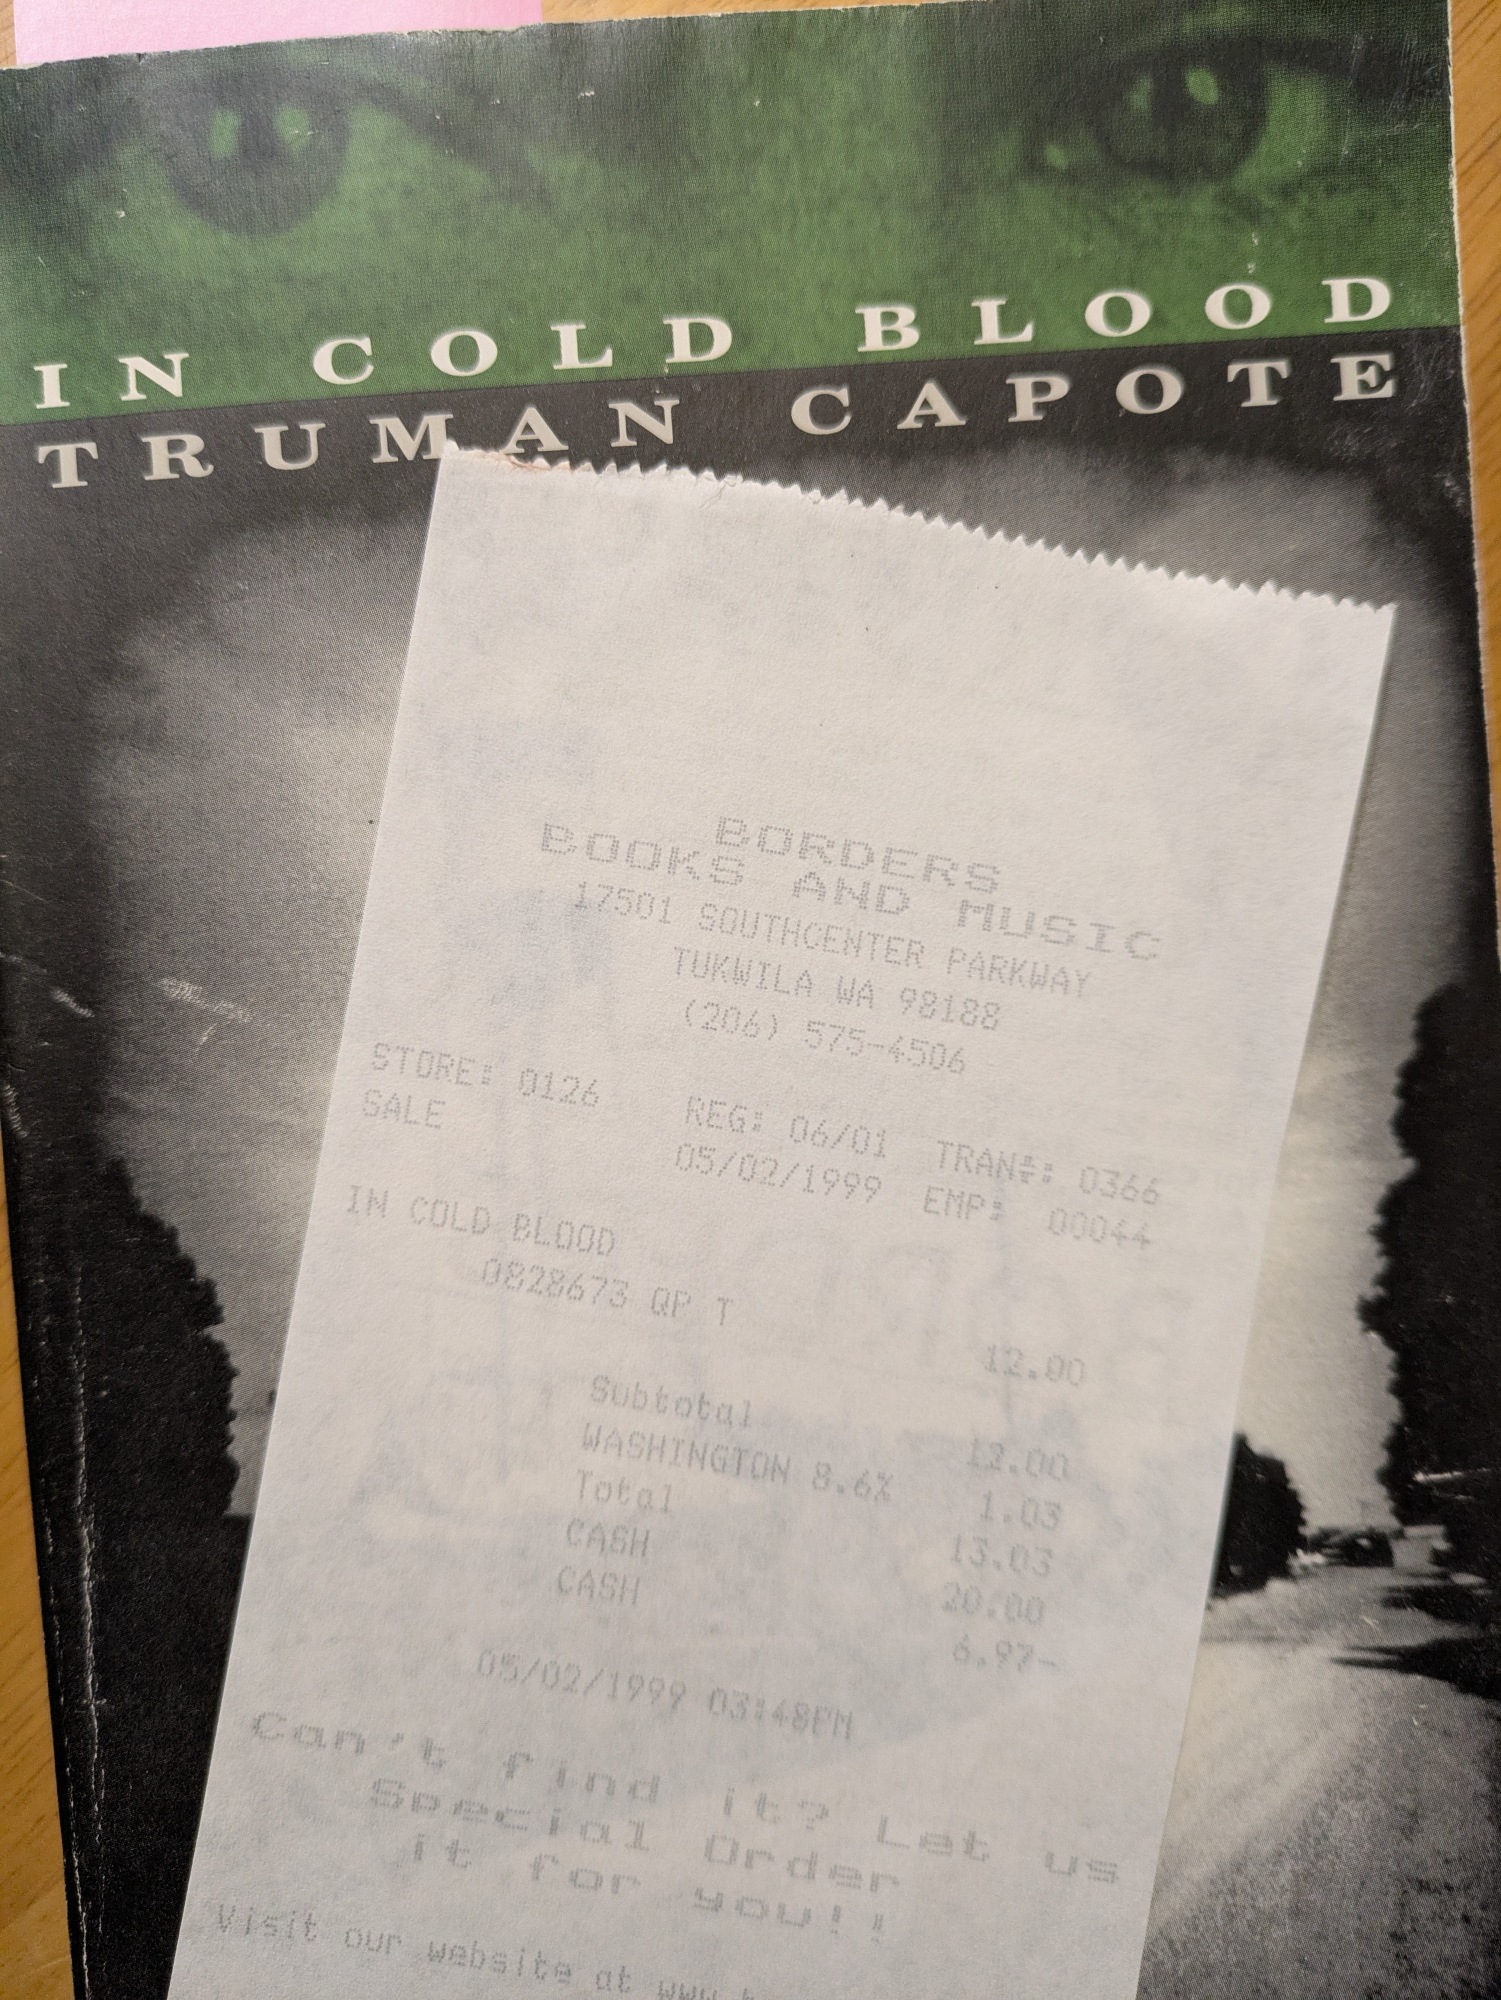 IN COLD BLOOD
TRUMAN CAPOTE
BORDERS
BOOKS AND MUSIC
17501 SOUTHCENTER PARKWAY
TUKWILA WA 98188
(206) 575-4506
STORE: 0126 REG: 06/01 TRAN#: 0366
SALE 05/02/1999 EMP: 00044
IN COLD BLOOD
0828673 QP T 12.00
Subtotal 12.00
WASHINGTON 8.6% 1.03
Total 13.03
CASH 20.00
CASH 6.97-
05/02/1999 03:48PM
Can't find it? Let us
Special Order
it for you!!
Visit our website at www